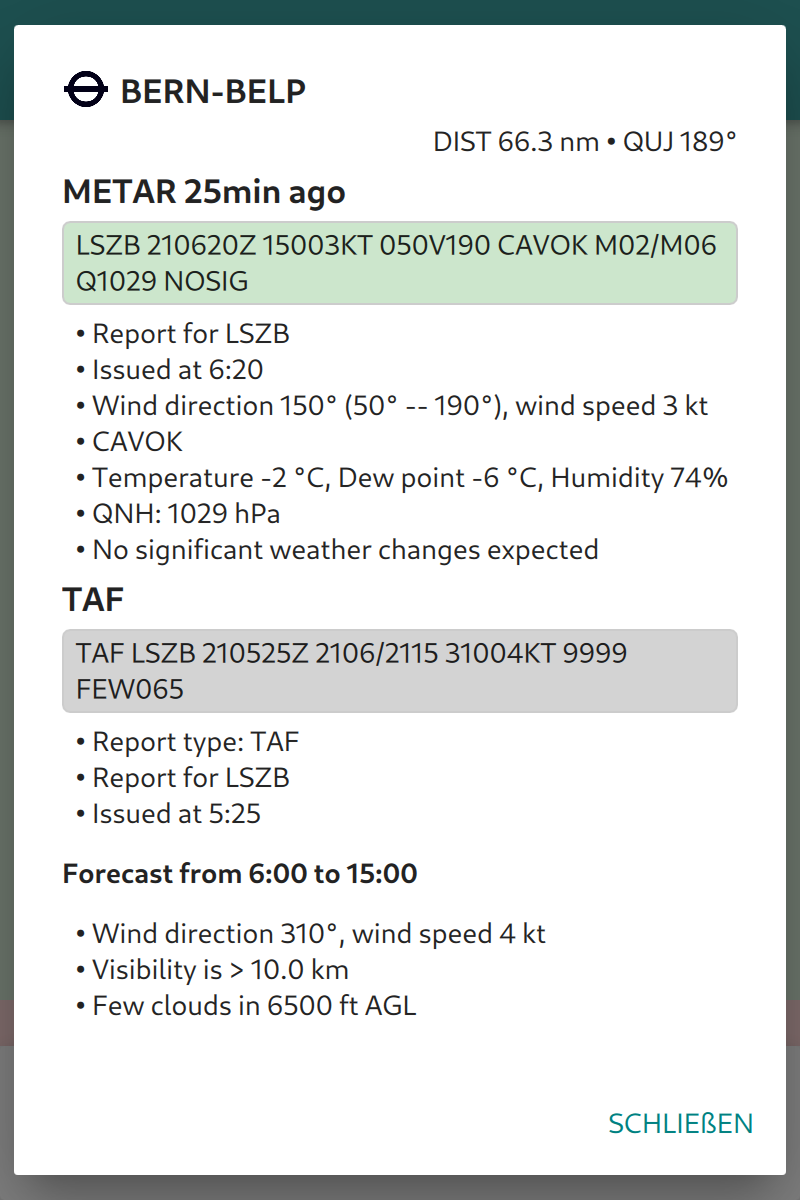 BERN-BELP
DIST 66.3 nm • QUJ 189°
METAR 25min ago
LSZB 210620Z 15003KT 050V190 CAVOK M02/M06
Q1029 NOSIG
• Report for LSZB
• Issued at 6:20
• Wind direction 150° (50° -- 190°), wind speed 3 kt
• CAVOK
• Temperature -2 °C, Dew point -6 °C, Humidity 74%
• QNH: 1029 hPa
• No significant weather changes expected
TAF
TAF LSZB 210525Z 2106/2115 31004KT 9999
FEW065
• Report type: TAF
• Report for LSZB
• Issued at 5:25
Forecast from 6:00 to 15:00
• Wind direction 310°, wind speed 4 kt
• Visibility is > 10.0 km
• Few clouds in 6500 ft AGL
SCHLIEßEN